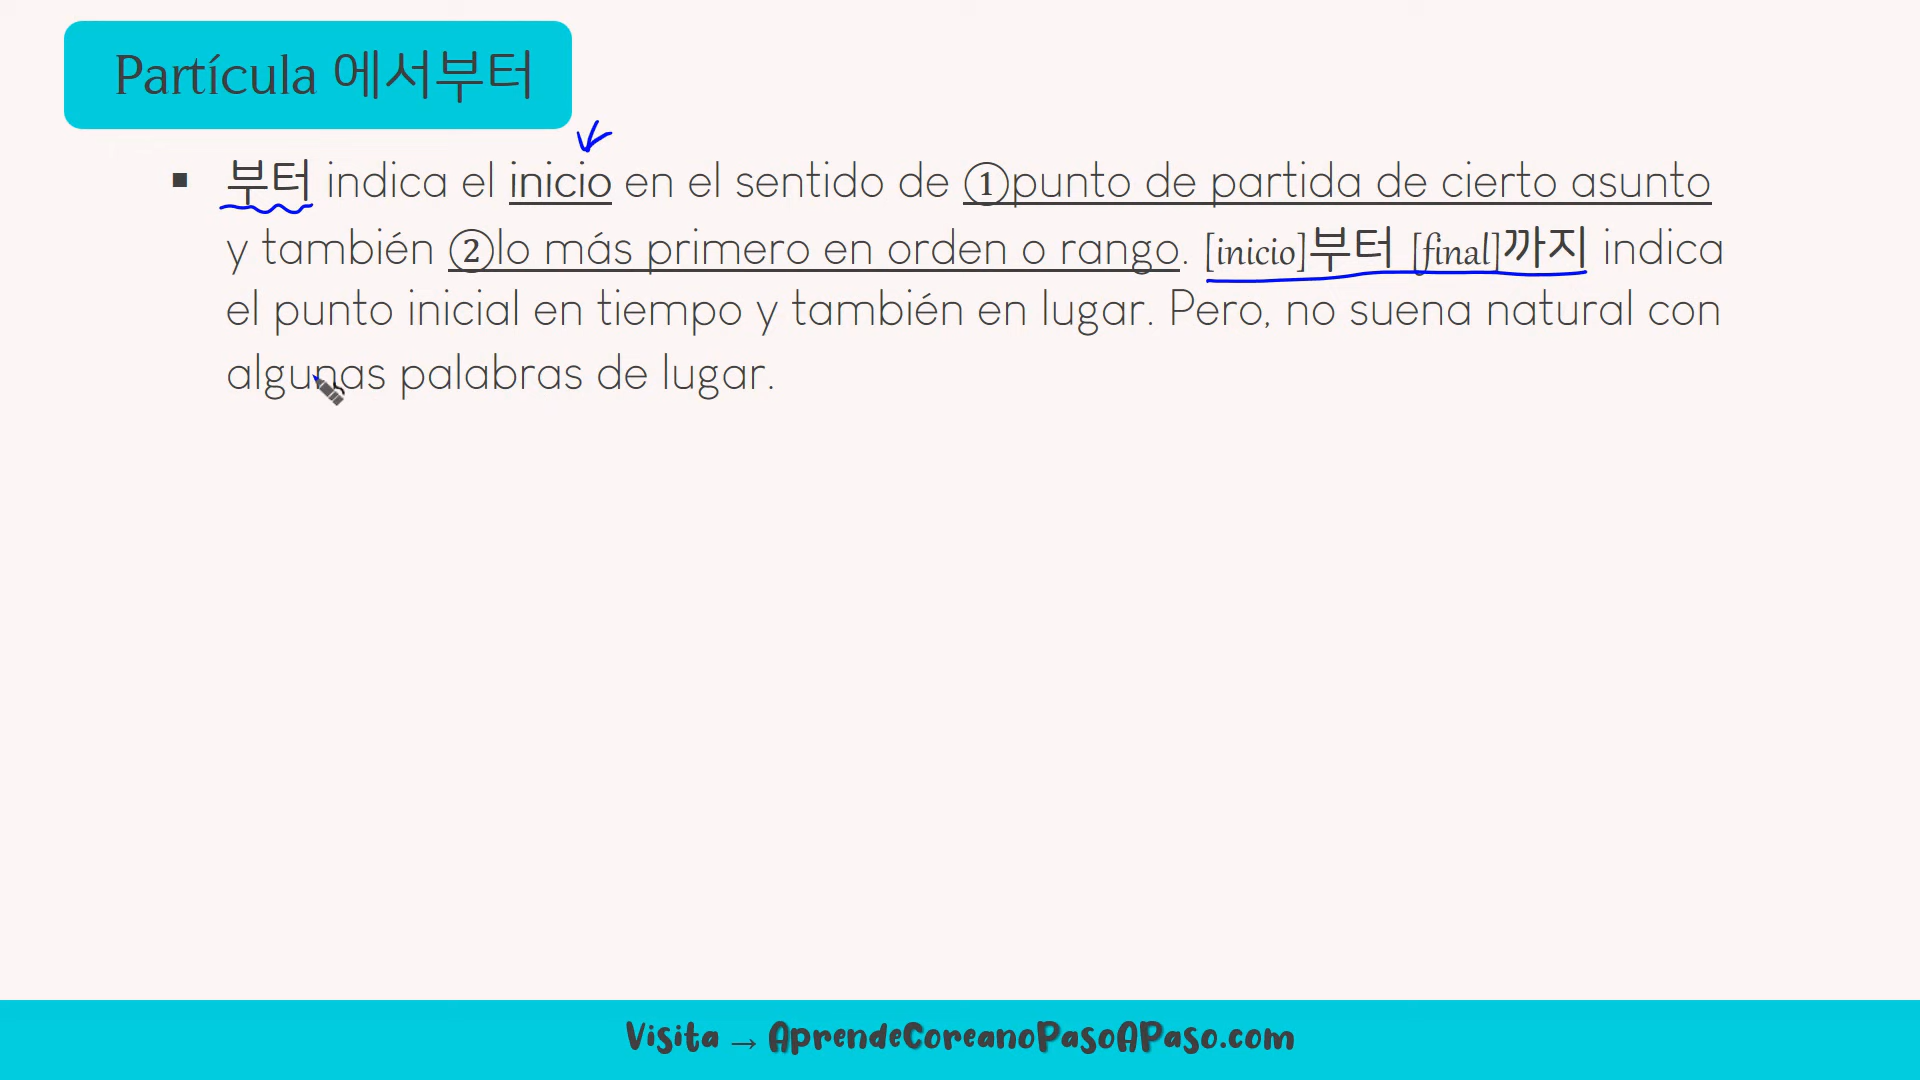 Partícula 에서부터
▪ 부터 indica el inicio en el sentido de ①punto de partida de cierto asunto
y también ②lo más primero en orden o rango. [inicio]부터 [final]까지 indica
el punto inicial en tiempo y también en lugar. Pero, no suena natural con
algunas palabras de lugar.
Visita → AprendeCoreanoPasoAPaso.com